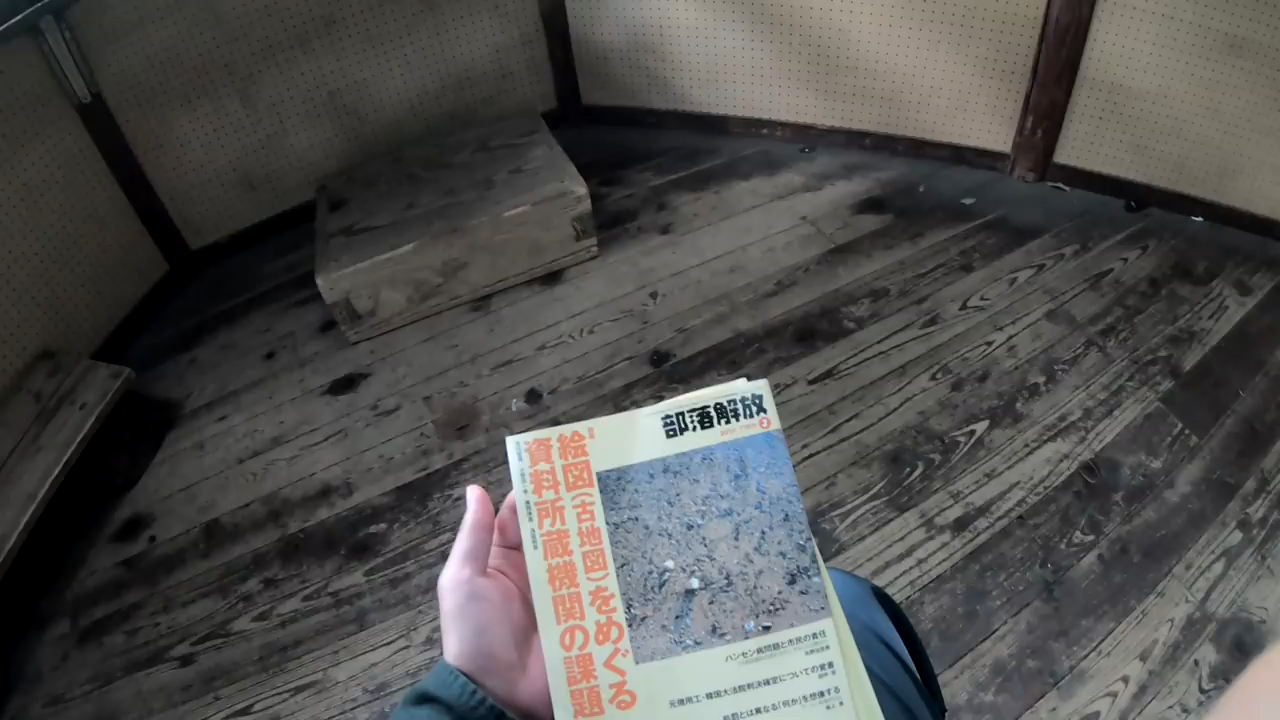 部落解放
2
絵図(古地図)をめぐる
資料所蔵機関の課題
ハンセン病問題と市民の責任
元徴用工・韓国大法院判決確定についての覚書
処罰とは異なる「何か」を想像する